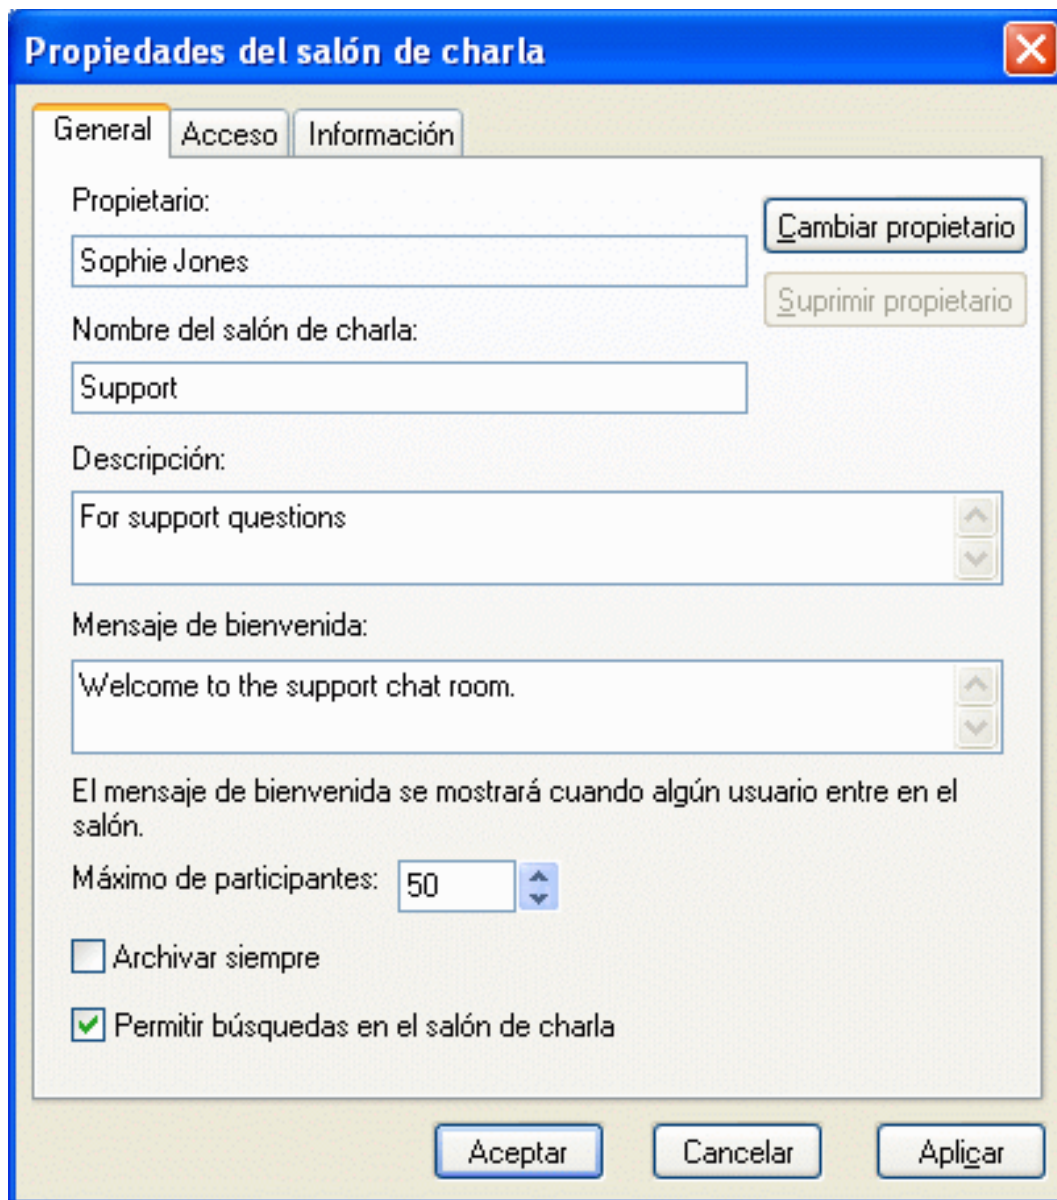 Propiedades del salón de charla
General
Acceso
Información
Propietario:
Cambiar propietario
Sophie Jones
Suprimir propietario
Nombre del salón de charla:
Support
Descripción:
For support questions
Mensaje de bienvenida:
Welcome to the support chat room.
El mensaje de bienvenida se mostrará cuando algún usuario entre en el
salón.
Máximo de participantes: 50
Archivar siempre
Permitir búsquedas en el salón de charla
Aceptar
Cancelar
Aplicar